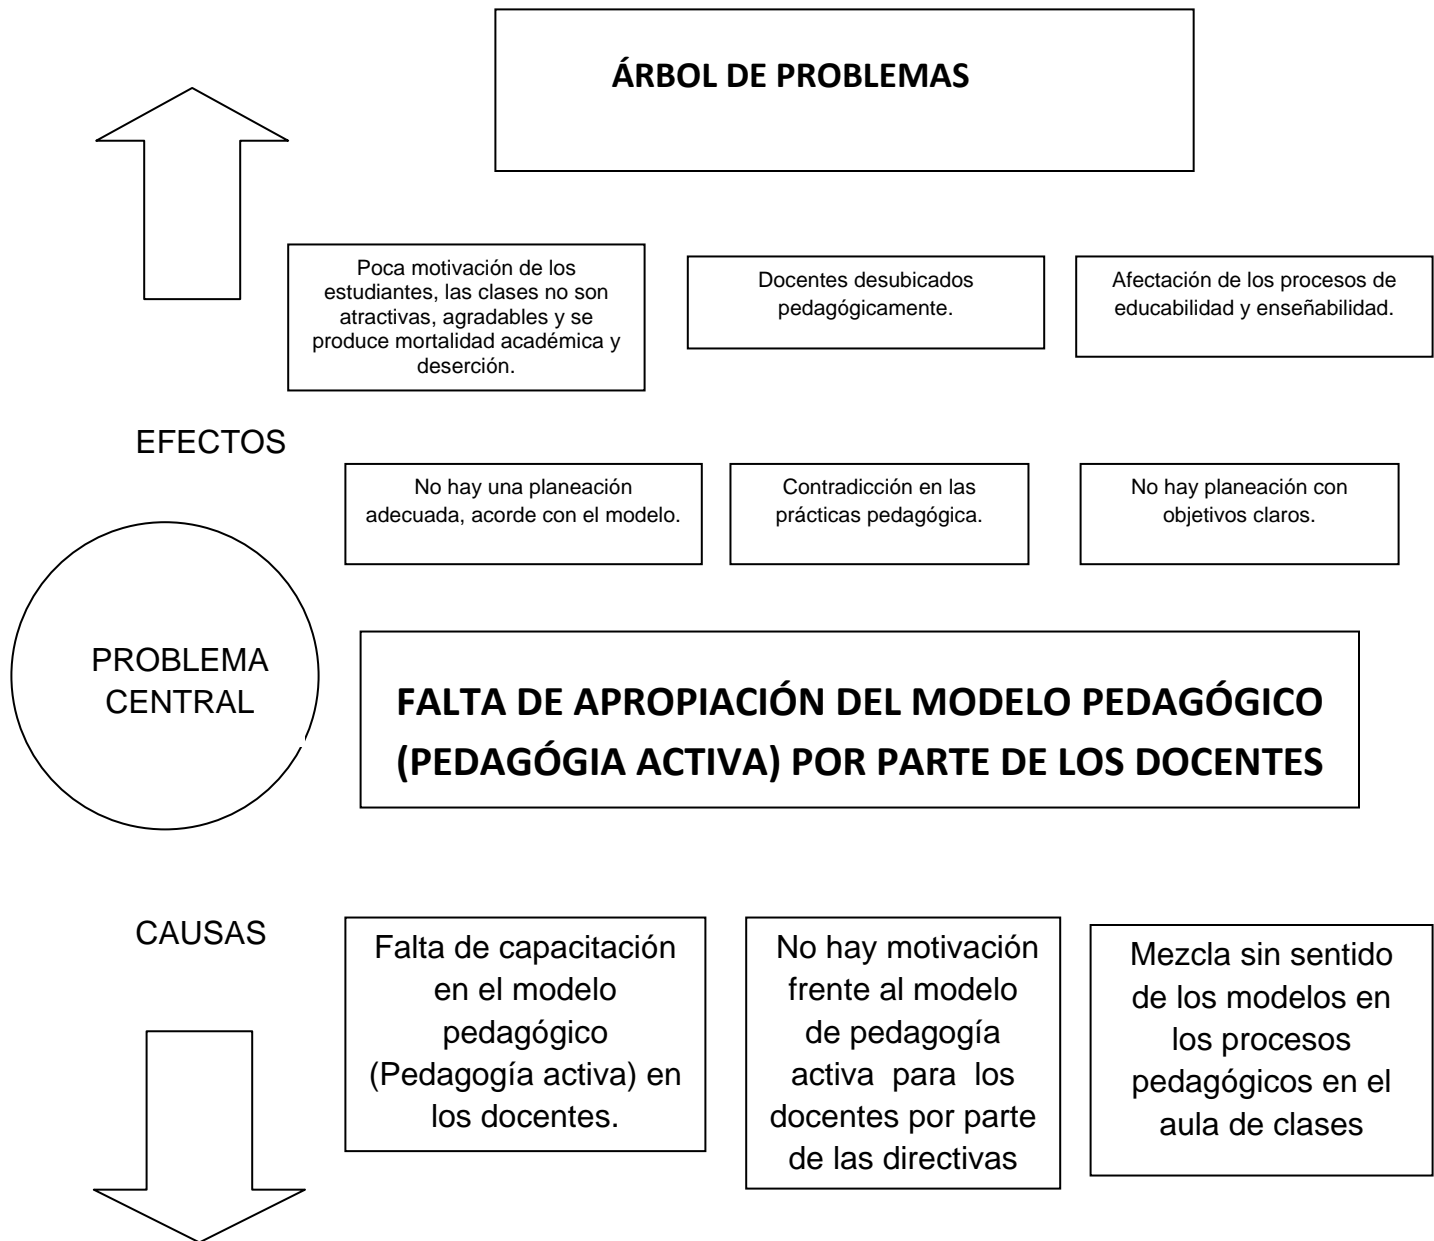 ÁRBOL DE PROBLEMAS
Poca motivación de los
estudiantes, las clases no son
atractivas, agradables y se
produce mortalidad académica y
deserción.
Docentes desubicados
pedagógicamente.
Afectación de los procesos de
educabilidad y enseñabilidad.
EFECTOS
No hay una planeación
adecuada, acorde con el modelo.
Contradicción en las
prácticas pedagógica.
No hay planeación con
objetivos claros.
PROBLEMA
CENTRAL
FALTA DE APROPIACIÓN DEL MODELO PEDAGÓGICO
(PEDAGÓGIA ACTIVA) POR PARTE DE LOS DOCENTES
CAUSAS
Falta de capacitación
en el modelo
pedagógico
(Pedagogía activa) en
los docentes.
No hay motivación
frente al modelo
de pedagogía
activa para los
docentes por parte
de las directivas
Mezcla sin sentido
de los modelos en
los procesos
pedagógicos en el
aula de clases